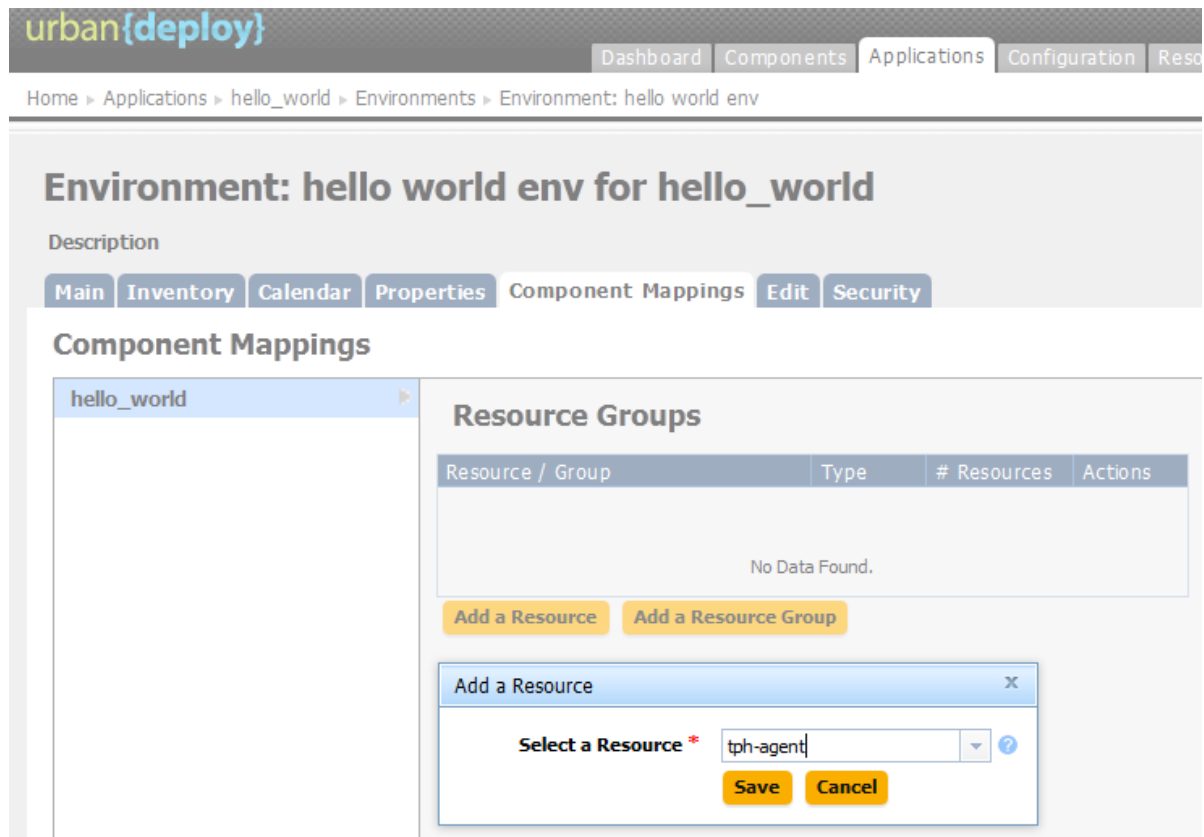 urban{deploy}
Dashboard Components Applications Configuration Reso
Home ▸ Applications ▸ hello_world ▸ Environments ▸ Environment: hello world env
Environment: hello world env for hello_world
Description
Main Inventory Calendar Properties Component Mappings Edit Security
Component Mappings
hello_world
Resource Groups
Resource / Group Type # Resources Actions
No Data Found.
Add a Resource Add a Resource Group
Add a Resource x
Select a Resource * tph-agent ?
Save Cancel